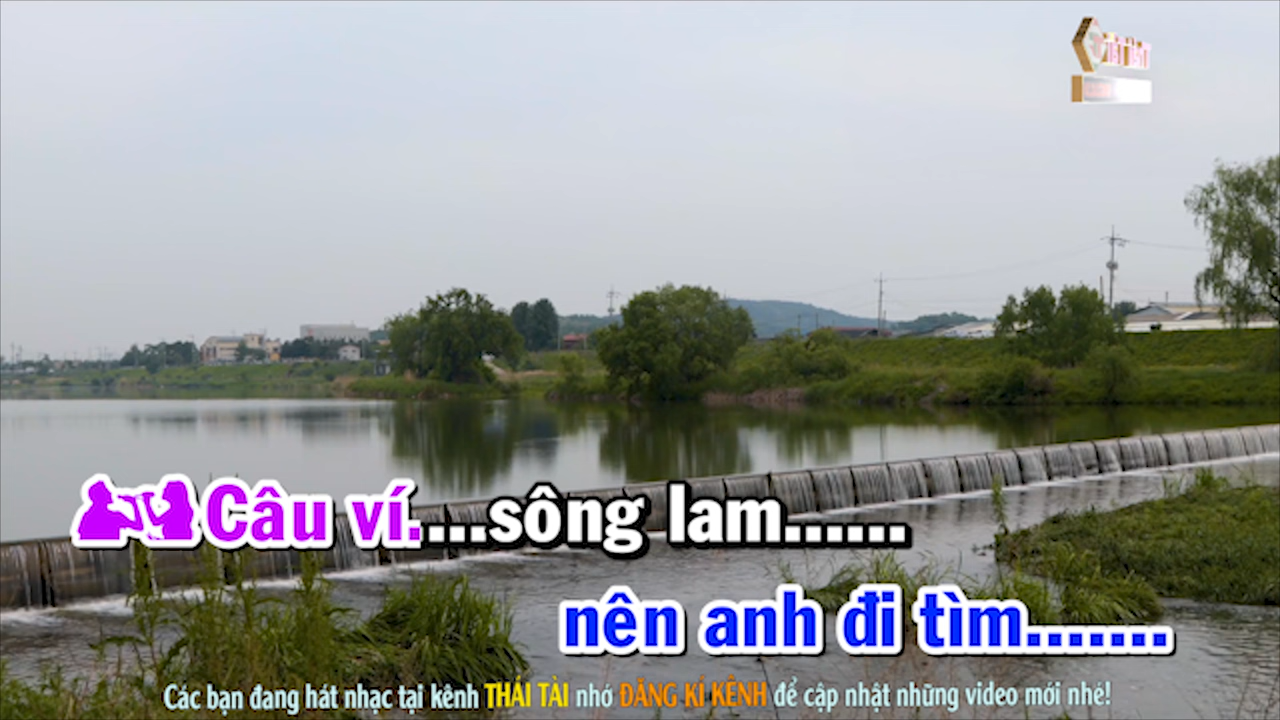 Câu ví.....sông lam......
nên anh đi tìm.......
Các bạn đang hát nhạc tại kênh THÁI TÀI nhớ ĐĂNG KÍ KÊNH để cập nhật những video mới nhé!